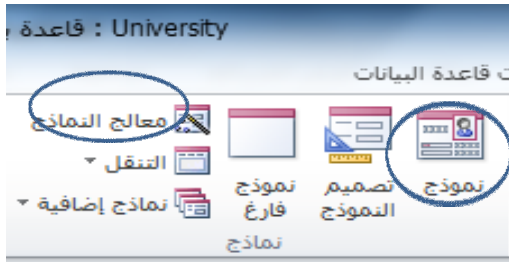 University : قاعدة
قاعدة البيانات
نموذج
تصميم النموذج
نموذج فارغ
معالج النماذج
التنقل
نماذج إضافية
نماذج